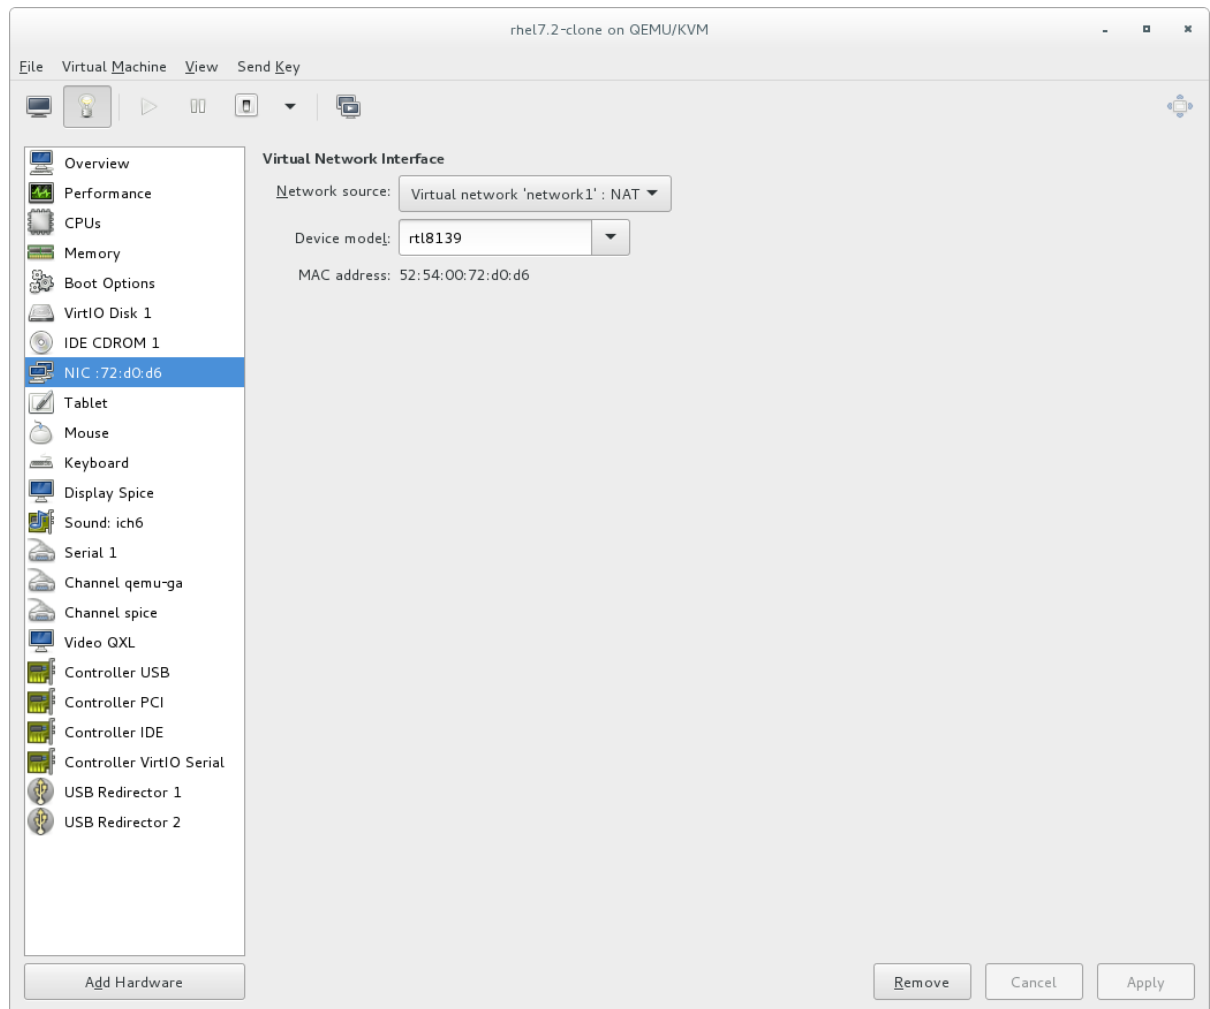 rhel7.2-clone on QEMU/KVM
File Virtual Machine View Send Key
Overview
Performance
CPUs
Memory
Boot Options
VirtIO Disk 1
IDE CDROM 1
NIC :72:d0:d6
Tablet
Mouse
Keyboard
Display Spice
Sound: ich6
Serial 1
Channel qemu-ga
Channel spice
Video QXL
Controller USB
Controller PCI
Controller IDE
Controller VirtIO Serial
USB Redirector 1
USB Redirector 2
Add Hardware
Virtual Network Interface
Network source: Virtual network 'network1' : NAT
Device model: rtl8139
MAC address: 52:54:00:72:d0:d6
Remove Cancel Apply